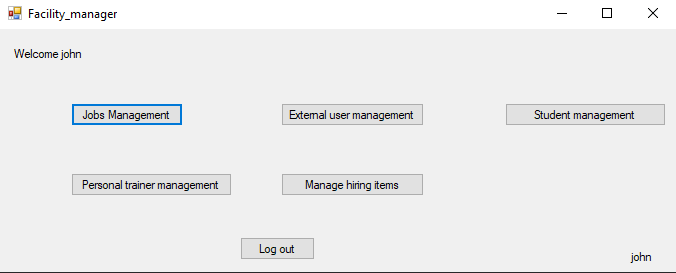 Facility_manager
Welcome john
Jobs Management
External user management
Student management
Personal trainer management
Manage hiring items
Log out
john